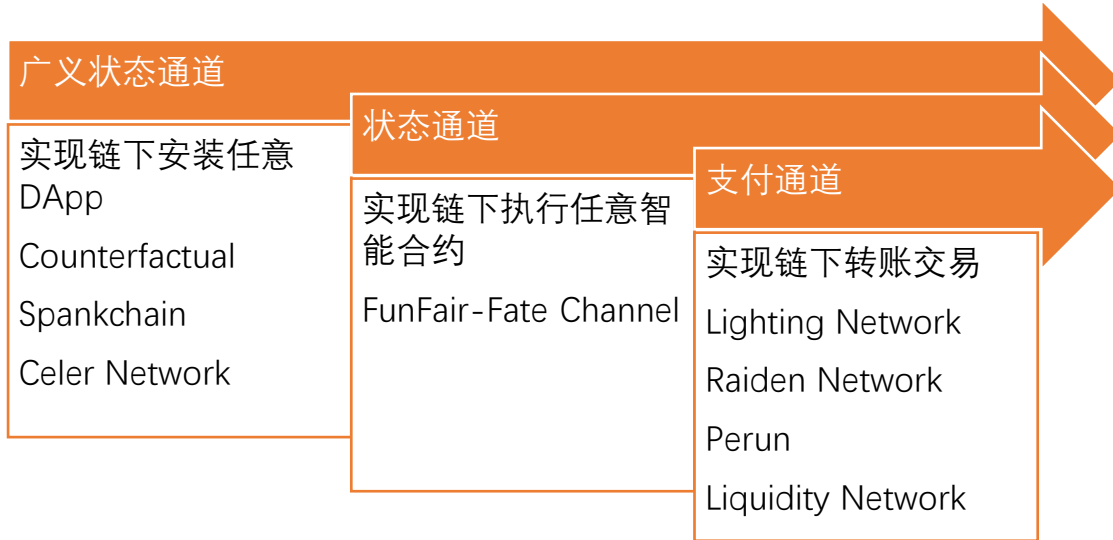 广义状态通道
实现链下安装任意
DApp
Counterfactual
Spankchain
Celer Network
状态通道
实现链下执行任意智
能合约
FunFair-Fate Channel
支付通道
实现链下转账交易
Lighting Network
Raiden Network
Perun
Liquidity Network